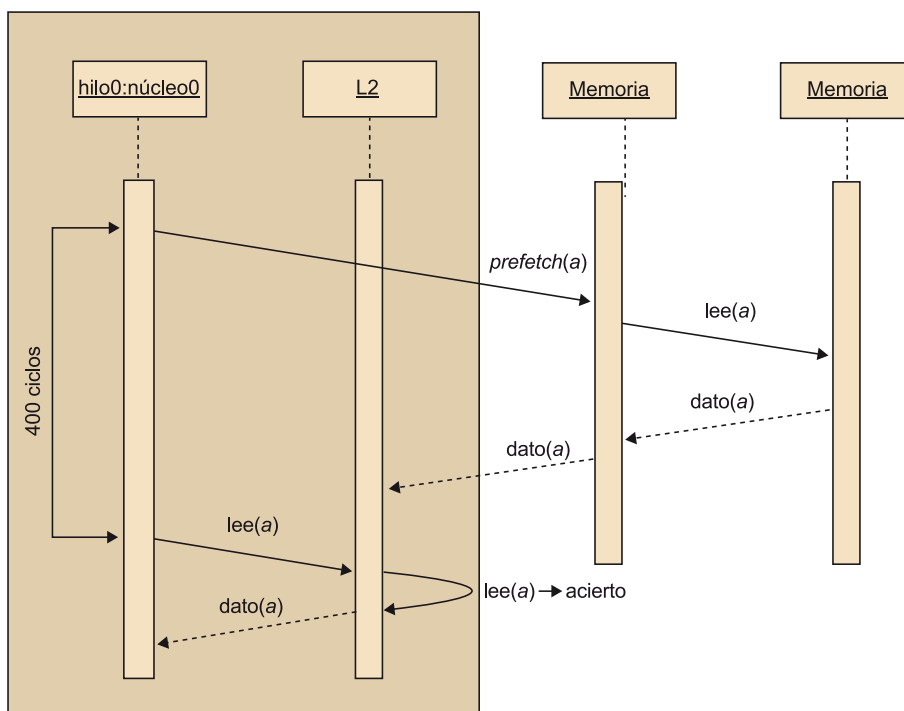 hilo0:núcleo0
L2
Memoria
Memoria
prefetch(a)
lee(a)
400 ciclos
dato(a)
dato(a)
lee(a)
lee(a) → acierto
dato(a)